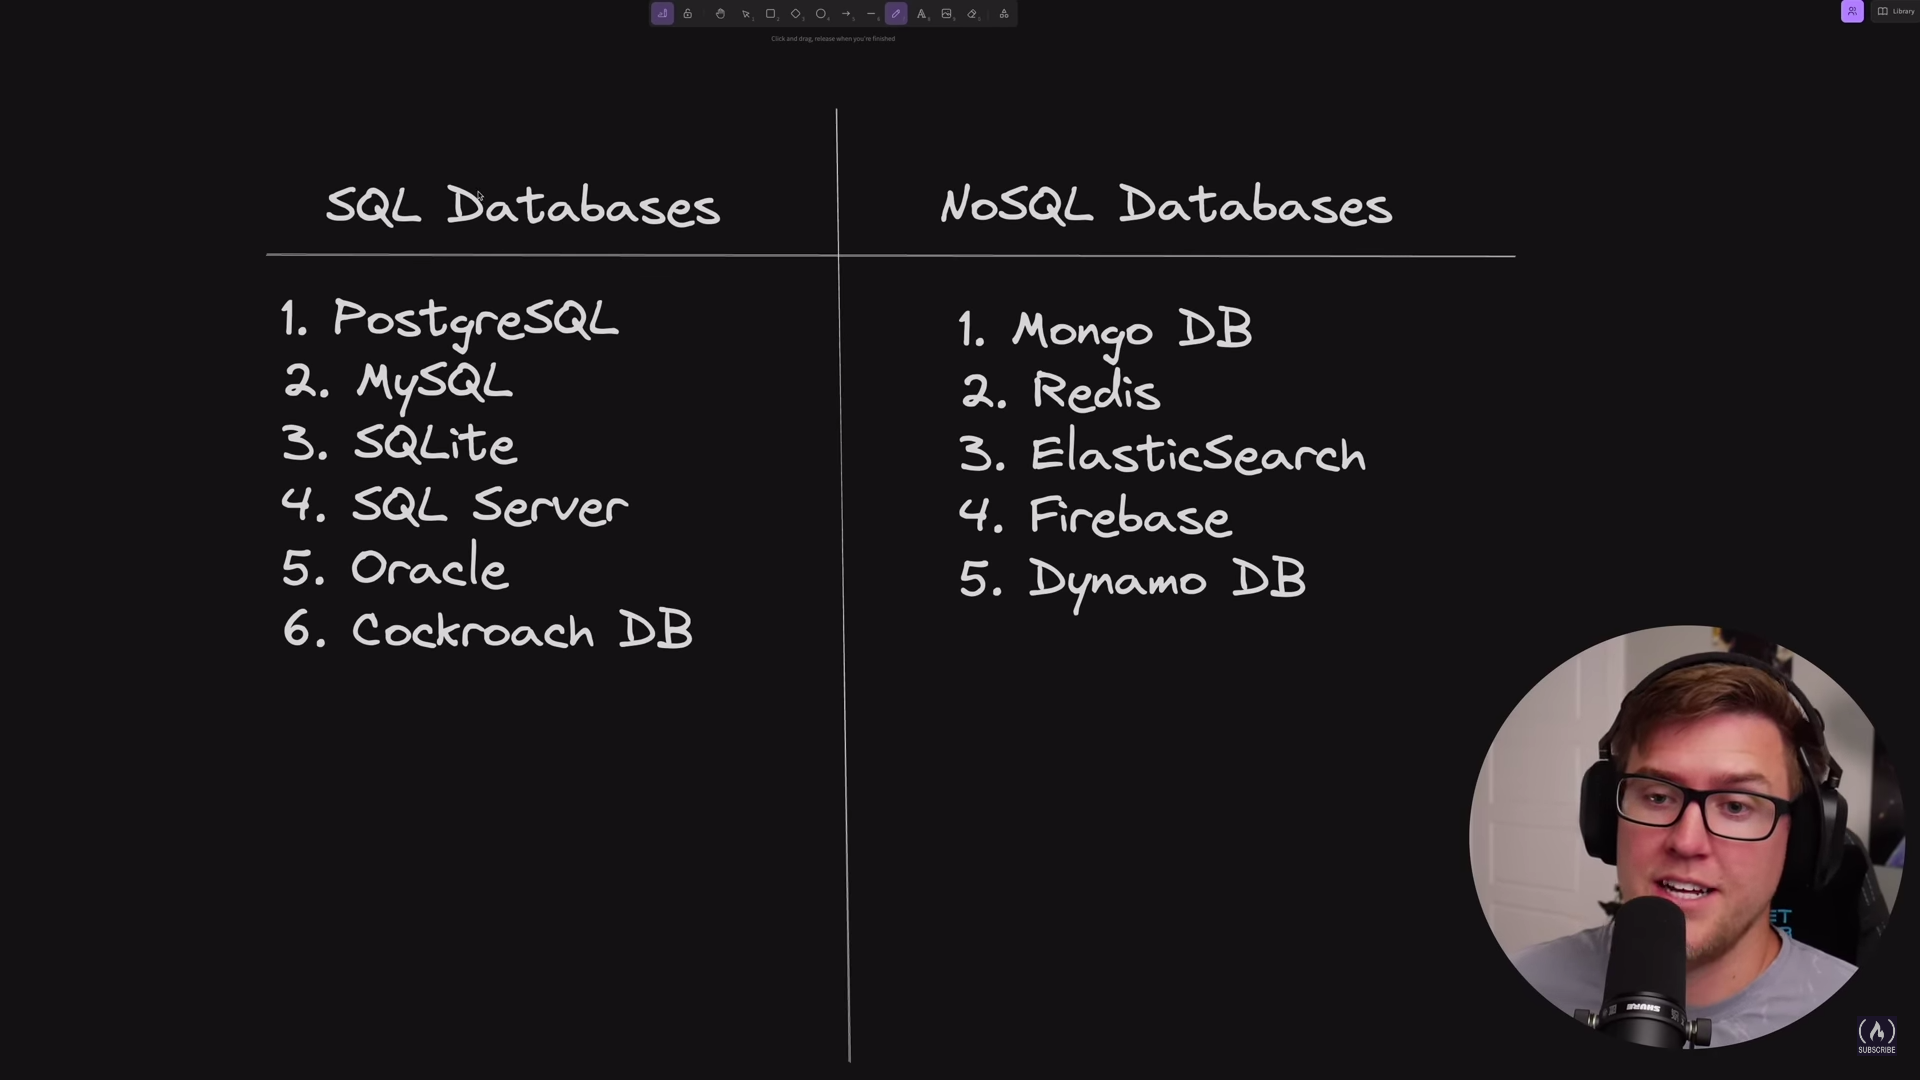 Library
Click and drag, release when you're finished
SQL Databases
NoSQL Databases
1. PostgreSQL
2. MySQL
3. SQLite
4. SQL Server
5. Oracle
6. Cockroach DB
1. Mongo DB
2. Redis
3. ElasticSearch
4. Firebase
5. Dynamo DB
ET
SHURE
SUBSCRIBE